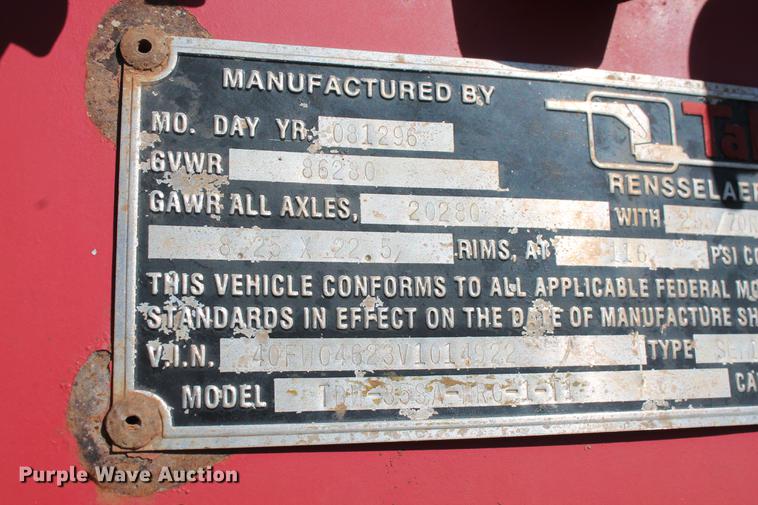 MANUFACTURED BY
MO. DAY YR. 081296
GVWR 86280
RENSSELAER
GAWR ALL AXLES, 20280 WITH
8.25 X 22.5, RIMS, AT 116 PSI
THIS VEHICLE CONFORMS TO ALL APPLICABLE FEDERAL MO
STANDARDS IN EFFECT ON THE DATE OF MANUFACTURE SH
V.I.N. TYPE
MODEL
Purple Wave Auction